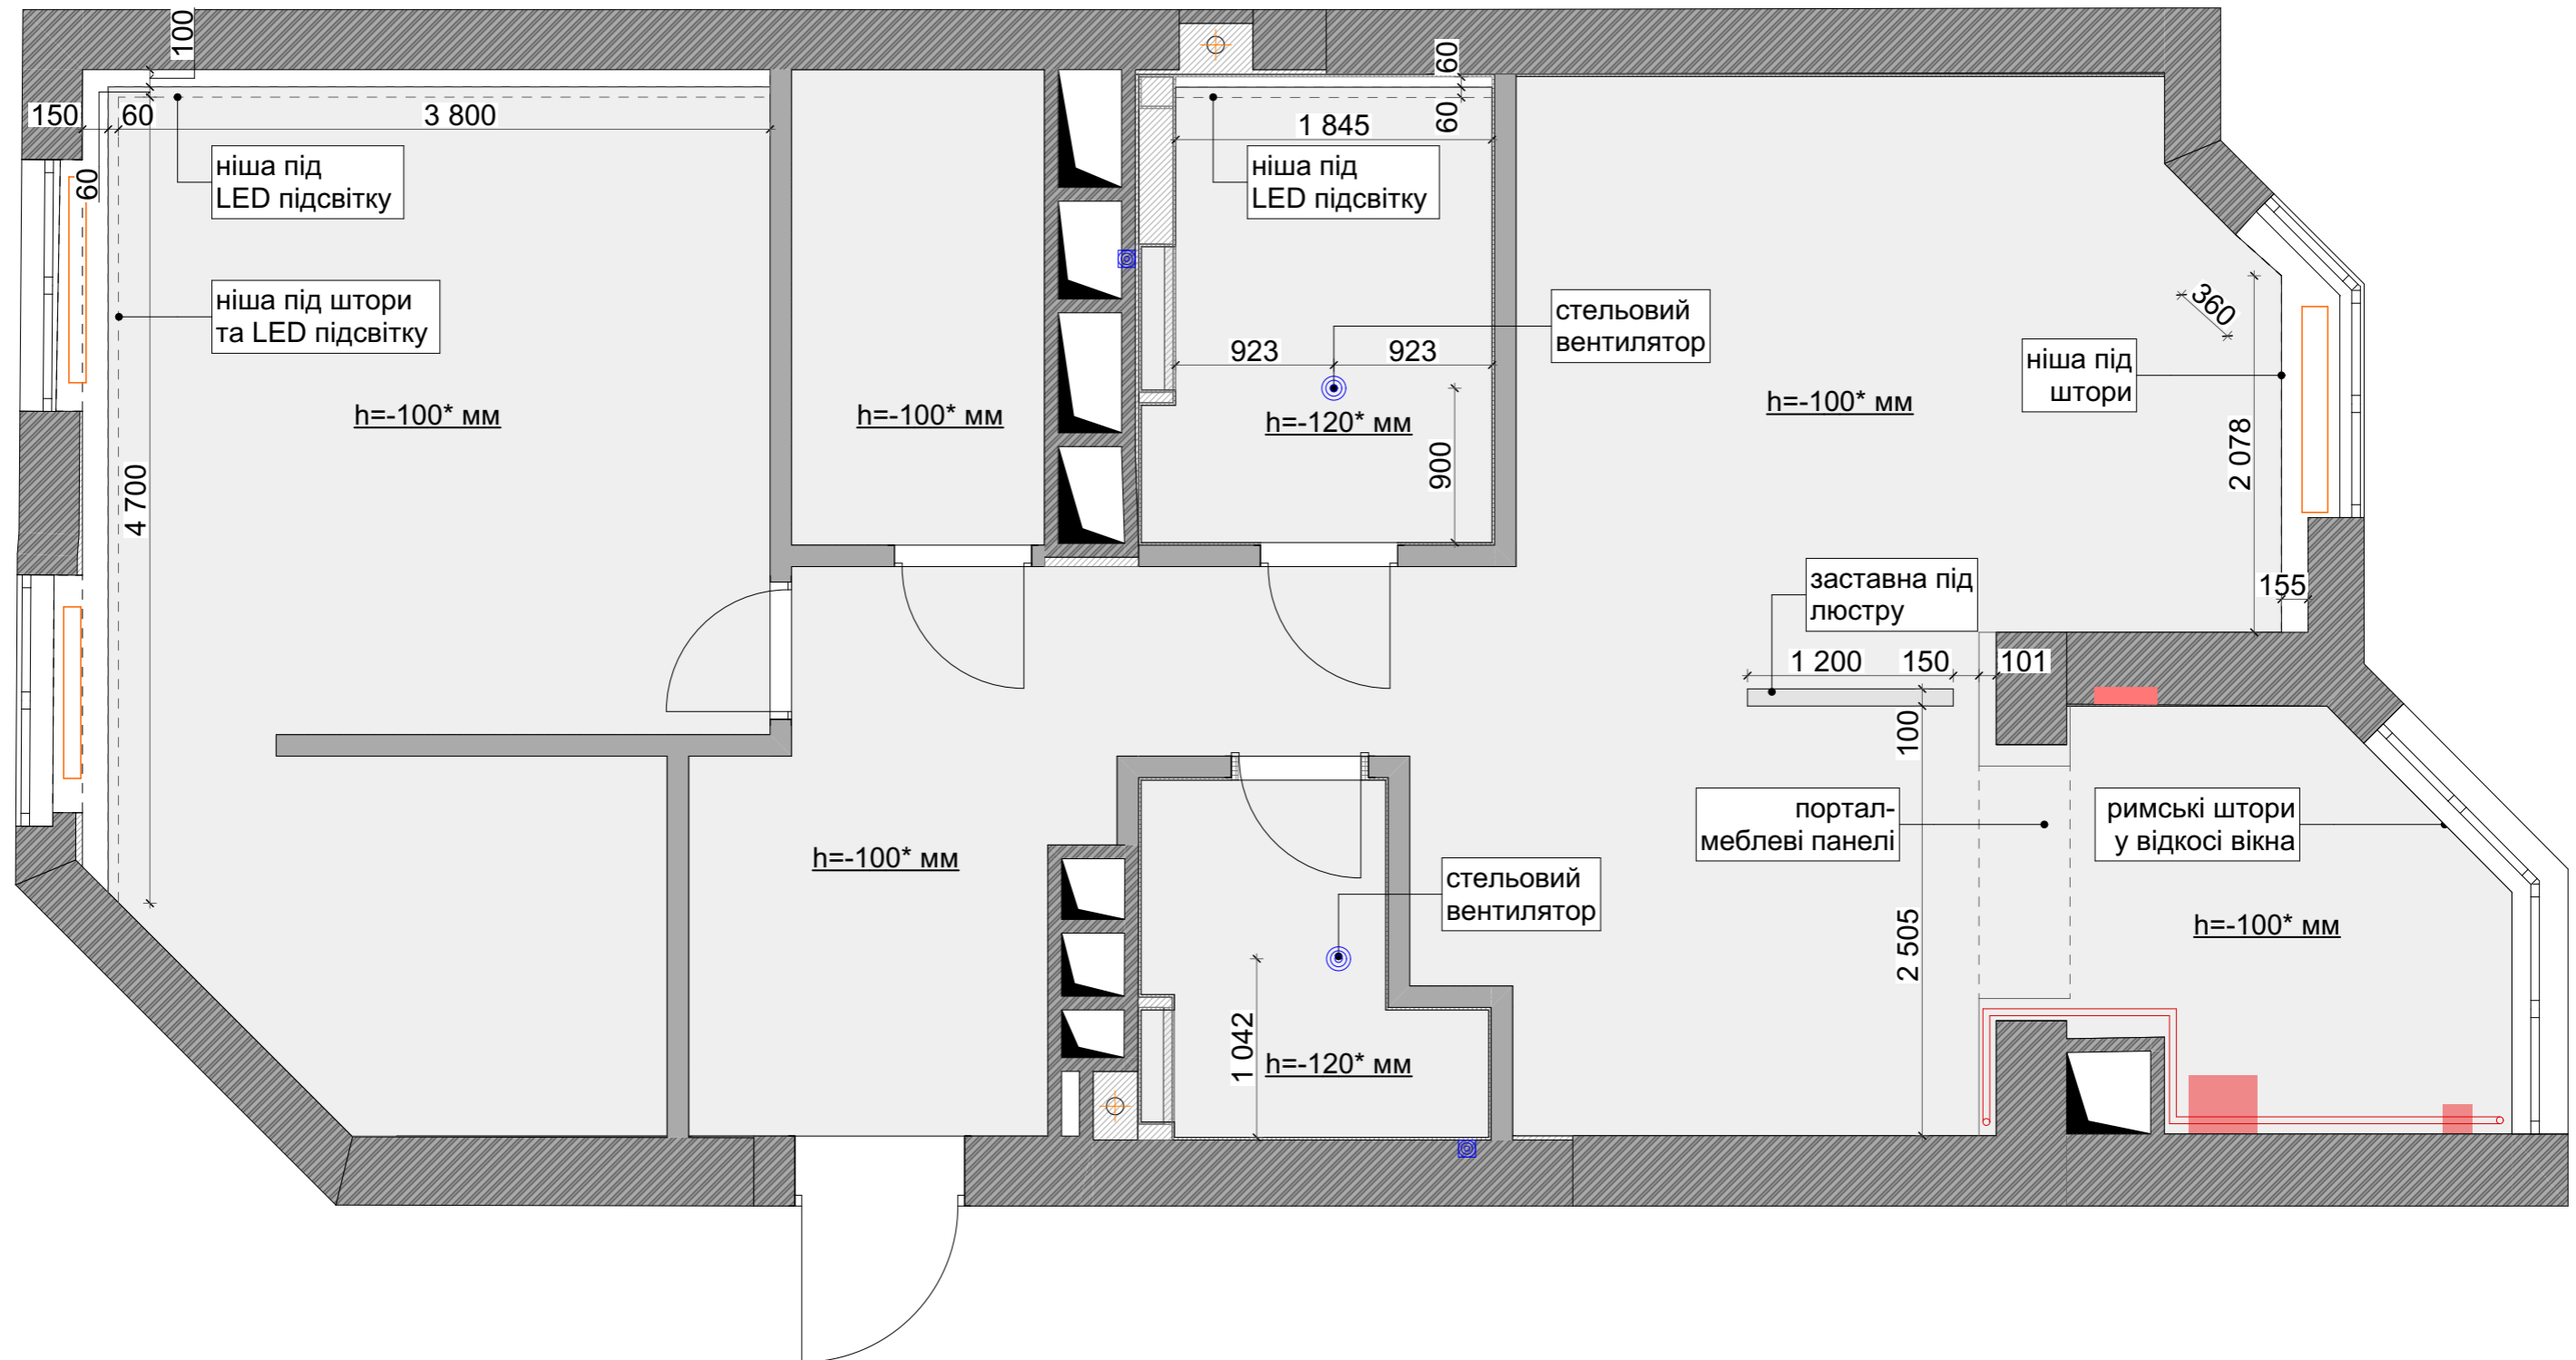 100
60
150
60
3 800
1 845
60
ніша під
LED підсвітку
ніша під
LED підсвітку
60
ніша під штори
та LED підсвітку
стельовий
вентилятор
360
923
923
ніша під
штори
h=-100* мм
h=-100* мм
h=-120* мм
h=-100* мм
2 078
900
4 700
заставна під
люстру
155
1 200
150
101
100
портал-
меблеві панелі
римські штори
у відкосі вікна
h=-100* мм
стельовий
вентилятор
h=-100* мм
2 505
1 042
h=-120* мм